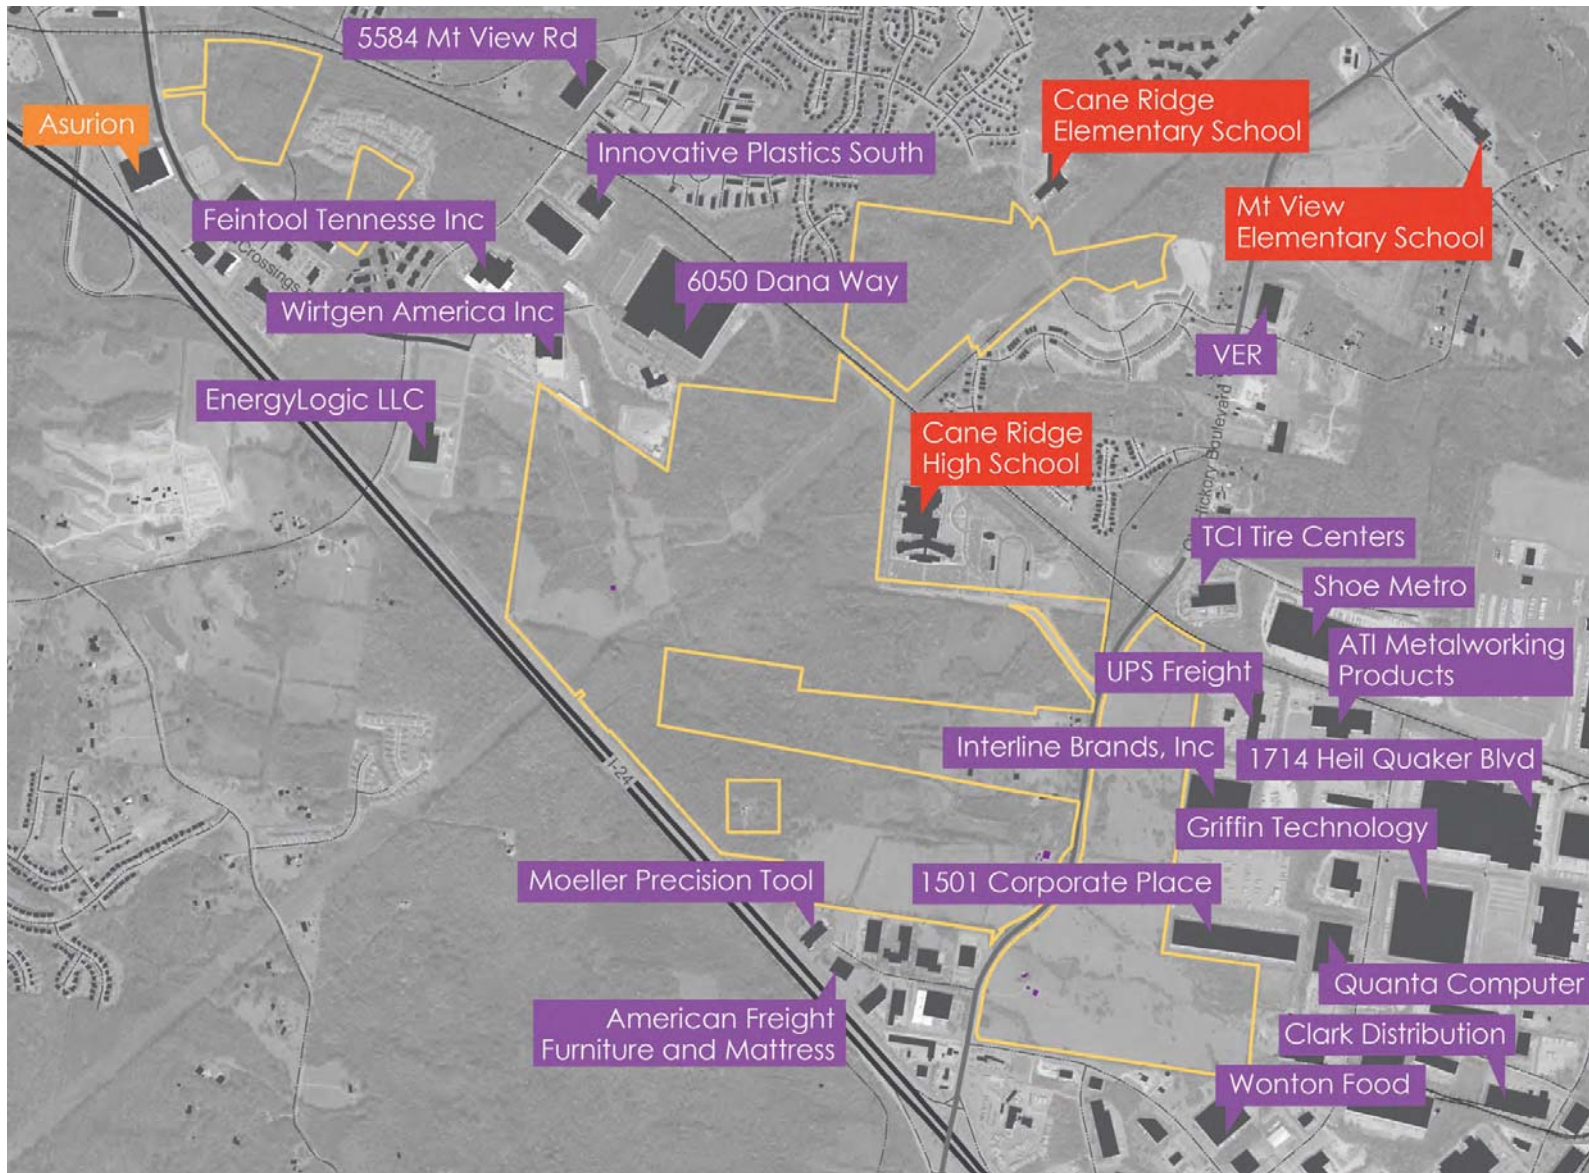 5584 Mt View Rd
Asurion
Cane Ridge
Elementary School
Innovative Plastics South
Mt View
Elementary School
Feintool Tennesse Inc
Crossings
6050 Dana Way
Wirtgen America Inc
VER
EnergyLogic LLC
Cane Ridge
High School
Hickory Boulevard
TCI Tire Centers
Shoe Metro
ATI Metalworking
Products
UPS Freight
Interline Brands, Inc
1714 Heil Quaker Blvd
I-24
Griffin Technology
Moeller Precision Tool
1501 Corporate Place
Quanta Computer
American Freight
Furniture and Mattress
Clark Distribution
Wonton Food